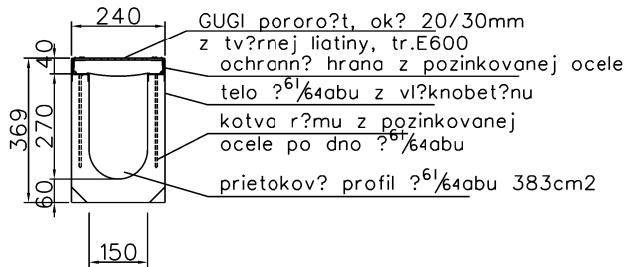 240
GUGI pororo?t, ok? 20/30mm
z tv?rnej liatiny, tr.E600
ochrann? hrana z pozinkovanej ocele
telo ?61/64abu z vl?knobet?nu
kotva r?mu z pozinkovanej
ocele po dno ?61/64abu
prietokov? profil ?61/64abu 383cm2
40
270
60
369
150